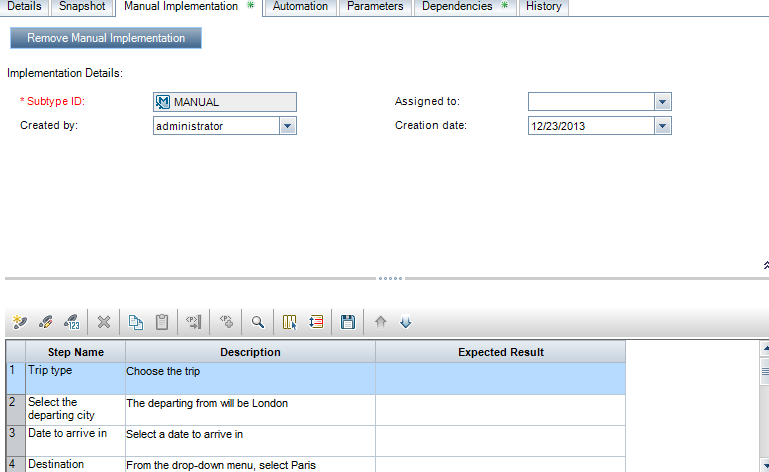 Details Snapshot Manual Implementation * Automation Parameters Dependencies * History
Remove Manual Implementation
Implementation Details:
* Subtype ID: MANUAL Assigned to:
Created by: administrator Creation date: 12/23/2013
123 <P> <P>
Step Name Description Expected Result
1 Trip type Choose the trip
2 Select the departing city The departing from will be London
3 Date to arrive in Select a date to arrive in
4 Destination From the drop-down menu, select Paris